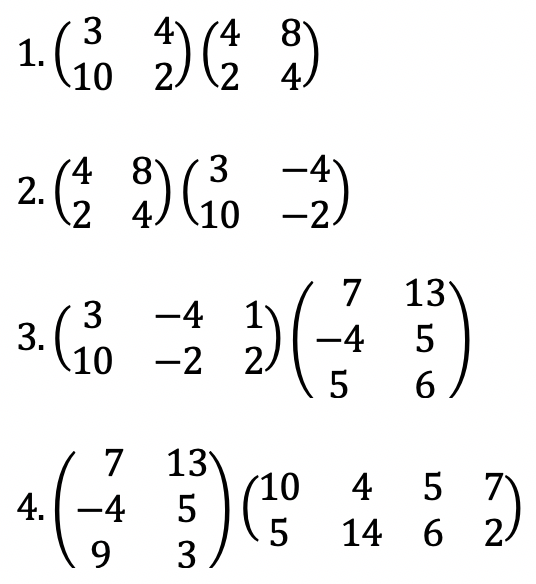 1. ( 3 4 ) ( 4 8 )
10 2 2 4
2. ( 4 8 ) ( 3 −4 )
2 4 10 −2
3. ( 3 −4 1 ) ( 7 13 )
10 −2 2 −4 5
5 6
4. ( 7 13 ) ( 10 4 5 7 )
−4 5 5 14 6 2
9 3